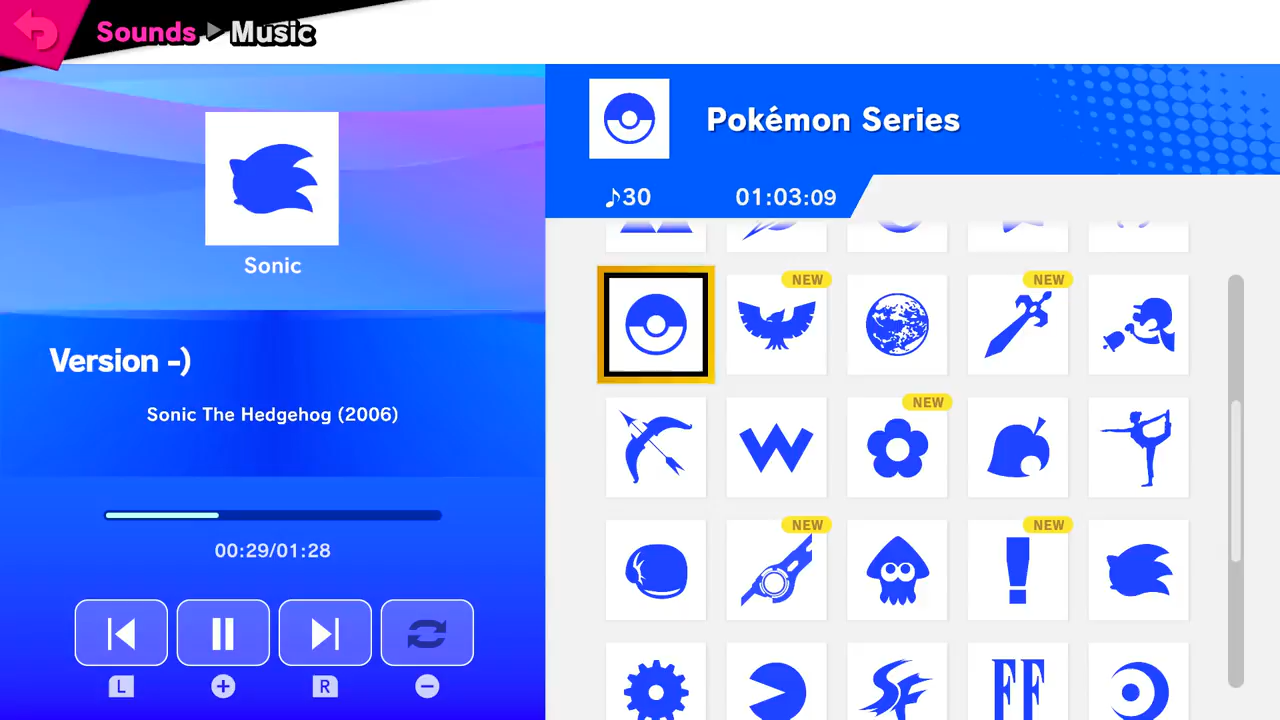 Sounds ▶ Music
Pokémon Series
♪30 01:03:09
Sonic
Version -)
Sonic The Hedgehog (2006)
00:29/01:28
L + R −
NEW NEW
NEW
W
NEW NEW
!
SF FF